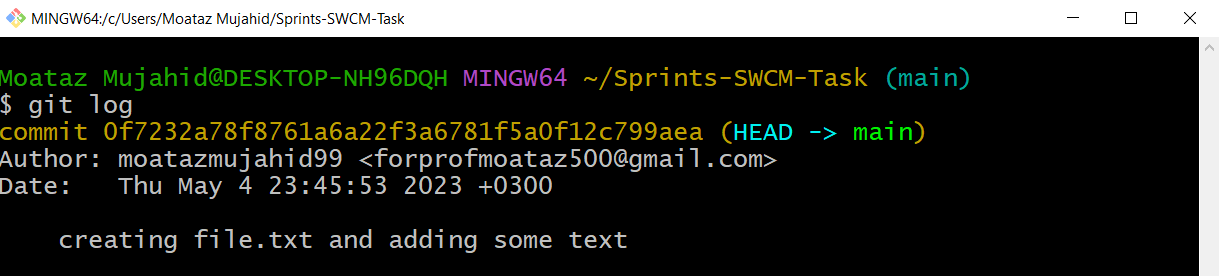 MINGW64:/c/Users/Moataz Mujahid/Sprints-SWCM-Task
Moataz Mujahid@DESKTOP-NH96DQH MINGW64 ~/Sprints-SWCM-Task (main)
$ git log
commit 0f7232a78f8761a6a22f3a6781f5a0f12c799aea (HEAD -> main)
Author: moatazmujahid99 <forprofmoataz500@gmail.com>
Date:   Thu May 4 23:45:53 2023 +0300
    creating file.txt and adding some text